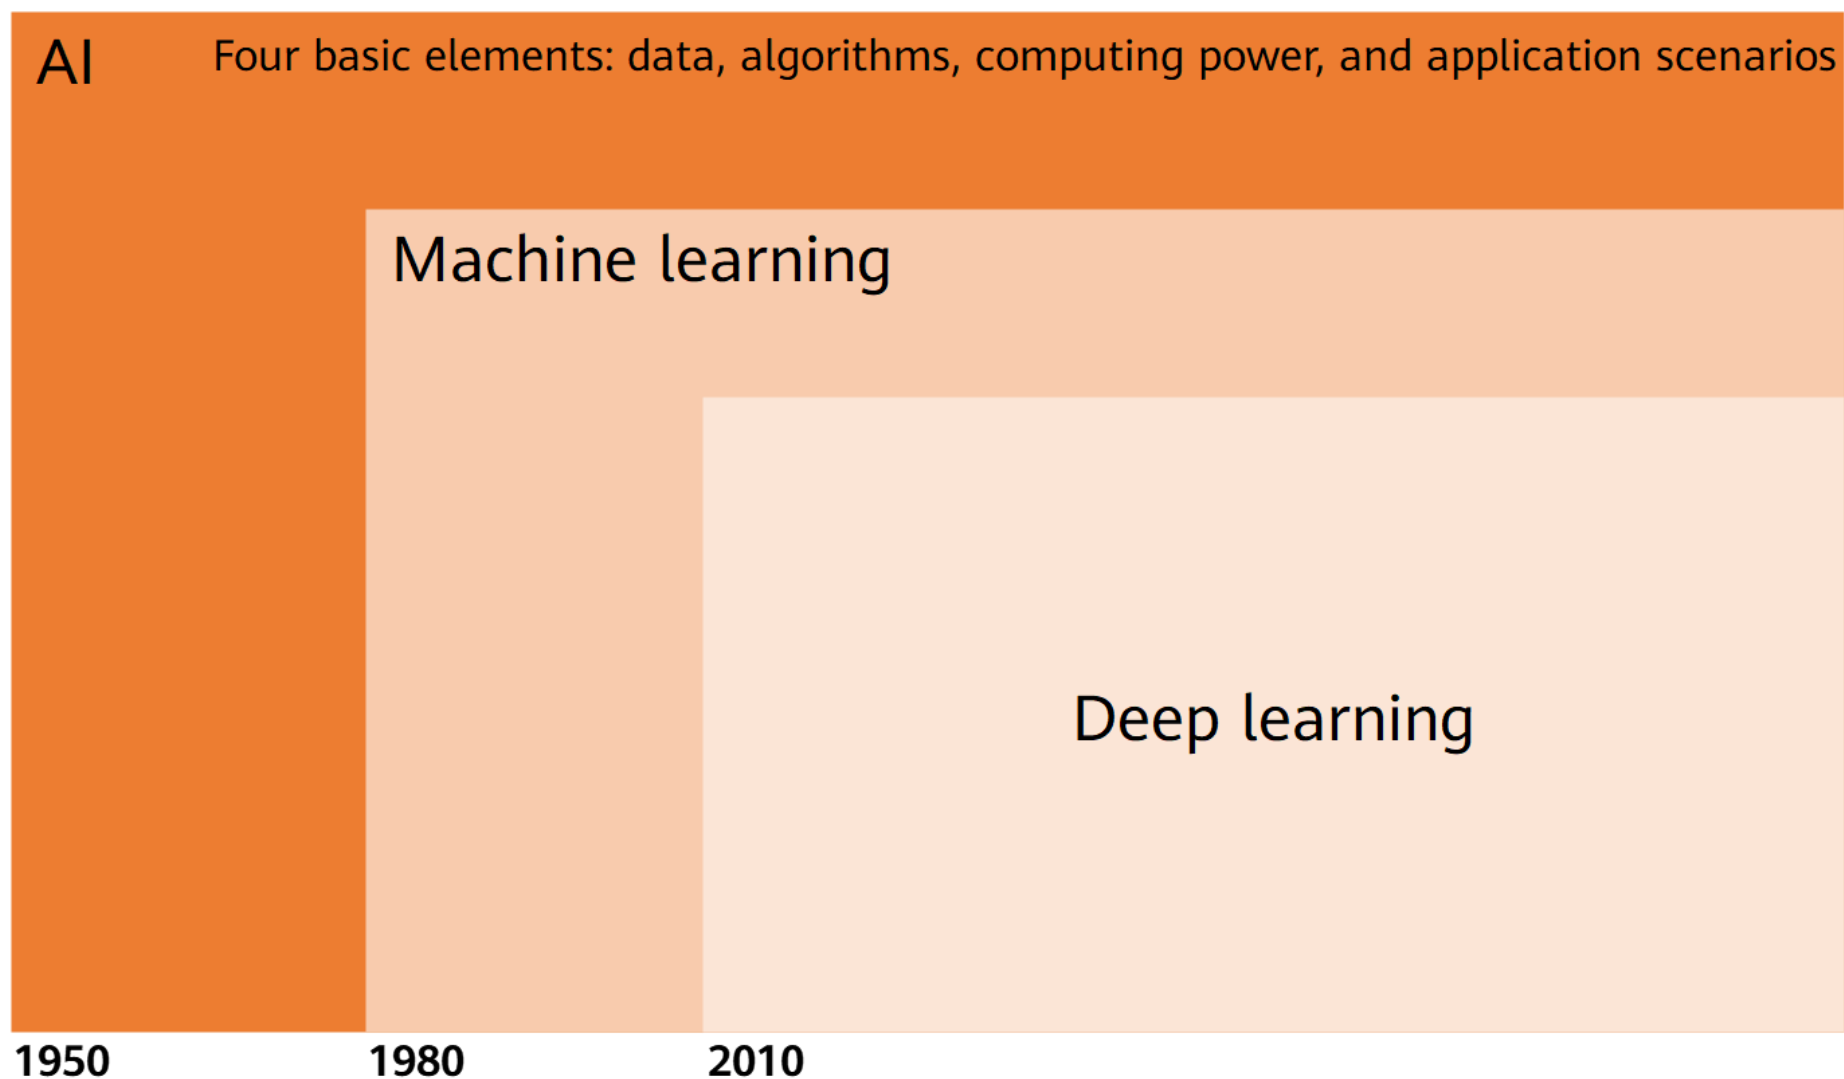 AI
Four basic elements: data, algorithms, computing power, and application scenarios
Machine learning
Deep learning
1950
1980
2010